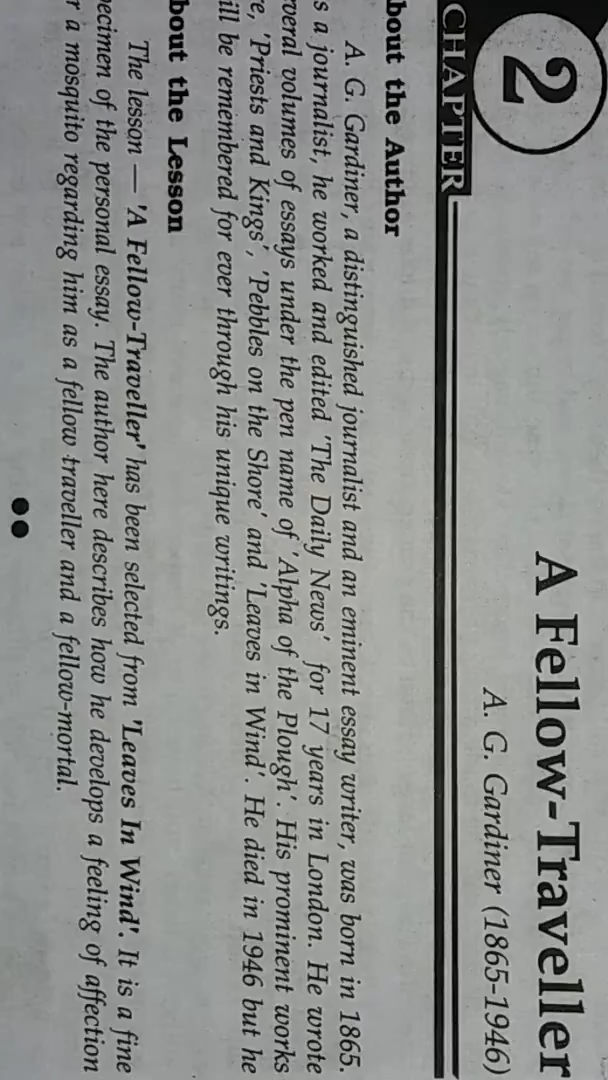 2
CHAPTER
A Fellow-Traveller
A. G. Gardiner (1865-1946)
bout the Author
A. G. Gardiner, a distinguished journalist and an eminent essay writer, was born in 1865.
s a journalist, he worked and edited 'The Daily News' for 17 years in London. He wrote
veral volumes of essays under the pen name of 'Alpha of the Plough'. His prominent works
re, 'Priests and Kings', 'Pebbles on the Shore' and 'Leaves in Wind'. He died in 1946 but he
ill be remembered for ever through his unique writings.
bout the Lesson
The lesson — 'A Fellow-Traveller' has been selected from 'Leaves In Wind'. It is a fine
pecimen of the personal essay. The author here describes how he develops a feeling of affection
r a mosquito regarding him as a fellow traveller and a fellow-mortal.